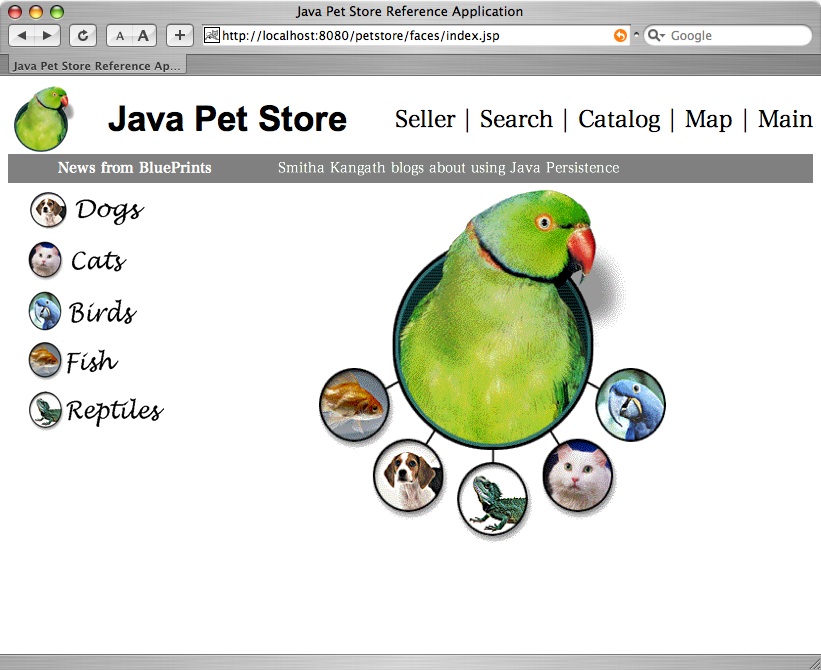 Java Pet Store Reference Application
A A + http://localhost:8080/petstore/faces/index.jsp Google
Java Pet Store Reference Ap...
Java Pet Store Seller | Search | Catalog | Map | Main
News from BluePrints Smitha Kangath blogs about using Java Persistence
Dogs
Cats
Birds
Fish
Reptiles